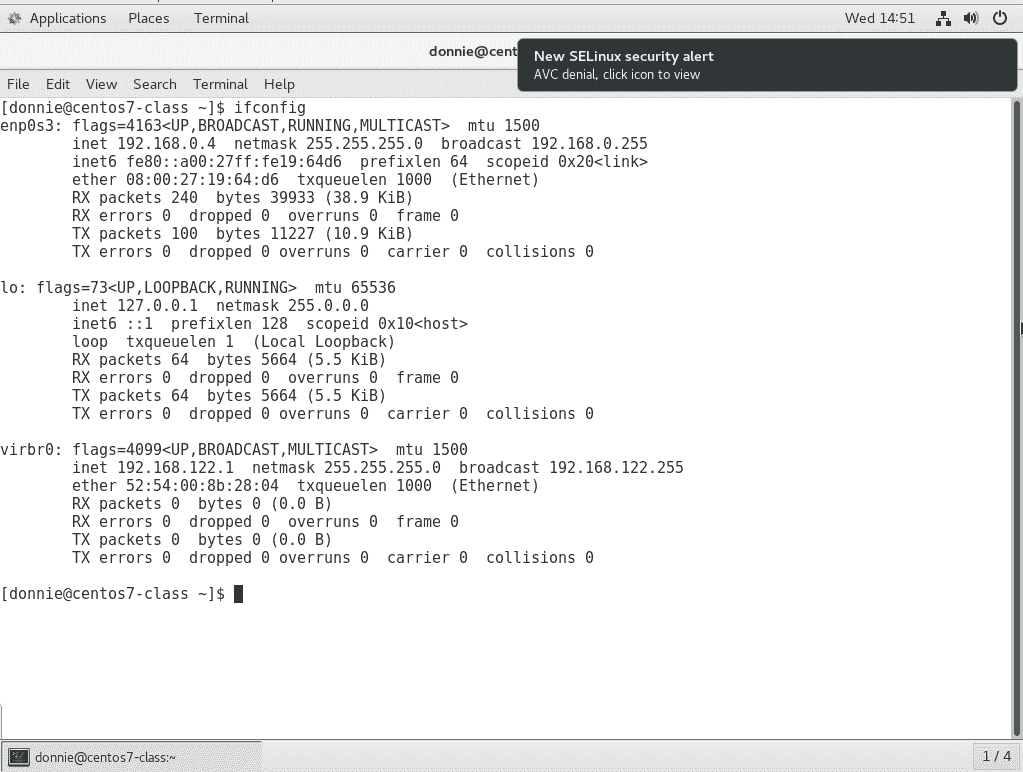 Applications Places Terminal Wed 14:51
donnie@cent
New SELinux security alert
AVC denial, click icon to view
File Edit View Search Terminal Help
[donnie@centos7-class ~]$ ifconfig
enp0s3: flags=4163<UP,BROADCAST,RUNNING,MULTICAST>  mtu 1500
        inet 192.168.0.4  netmask 255.255.255.0  broadcast 192.168.0.255
        inet6 fe80::a00:27ff:fe19:64d6  prefixlen 64  scopeid 0x20<link>
        ether 08:00:27:19:64:d6  txqueuelen 1000  (Ethernet)
        RX packets 240  bytes 39933 (38.9 KiB)
        RX errors 0  dropped 0  overruns 0  frame 0
        TX packets 100  bytes 11227 (10.9 KiB)
        TX errors 0  dropped 0 overruns 0  carrier 0  collisions 0
lo: flags=73<UP,LOOPBACK,RUNNING>  mtu 65536
        inet 127.0.0.1  netmask 255.0.0.0
        inet6 ::1  prefixlen 128  scopeid 0x10<host>
        loop  txqueuelen 1  (Local Loopback)
        RX packets 64  bytes 5664 (5.5 KiB)
        RX errors 0  dropped 0  overruns 0  frame 0
        TX packets 64  bytes 5664 (5.5 KiB)
        TX errors 0  dropped 0 overruns 0  carrier 0  collisions 0
virbr0: flags=4099<UP,BROADCAST,MULTICAST>  mtu 1500
        inet 192.168.122.1  netmask 255.255.255.0  broadcast 192.168.122.255
        ether 52:54:00:8b:28:04  txqueuelen 1000  (Ethernet)
        RX packets 0  bytes 0 (0.0 B)
        RX errors 0  dropped 0  overruns 0  frame 0
        TX packets 0  bytes 0 (0.0 B)
        TX errors 0  dropped 0 overruns 0  carrier 0  collisions 0
[donnie@centos7-class ~]$
donnie@centos7-class:~ 1 / 4